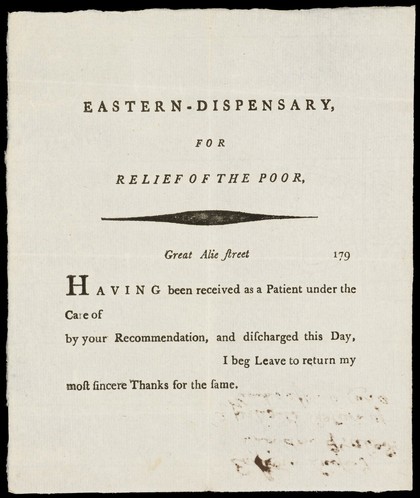 EASTERN-DISPENSARY,
FOR
RELIEF OF THE POOR,
Great Alie ſtreet 179
HAVING been received as a Patient under the
Care of
by your Recommendation, and diſcharged this Day,
I beg Leave to return my
moſt ſincere Thanks for the ſame.